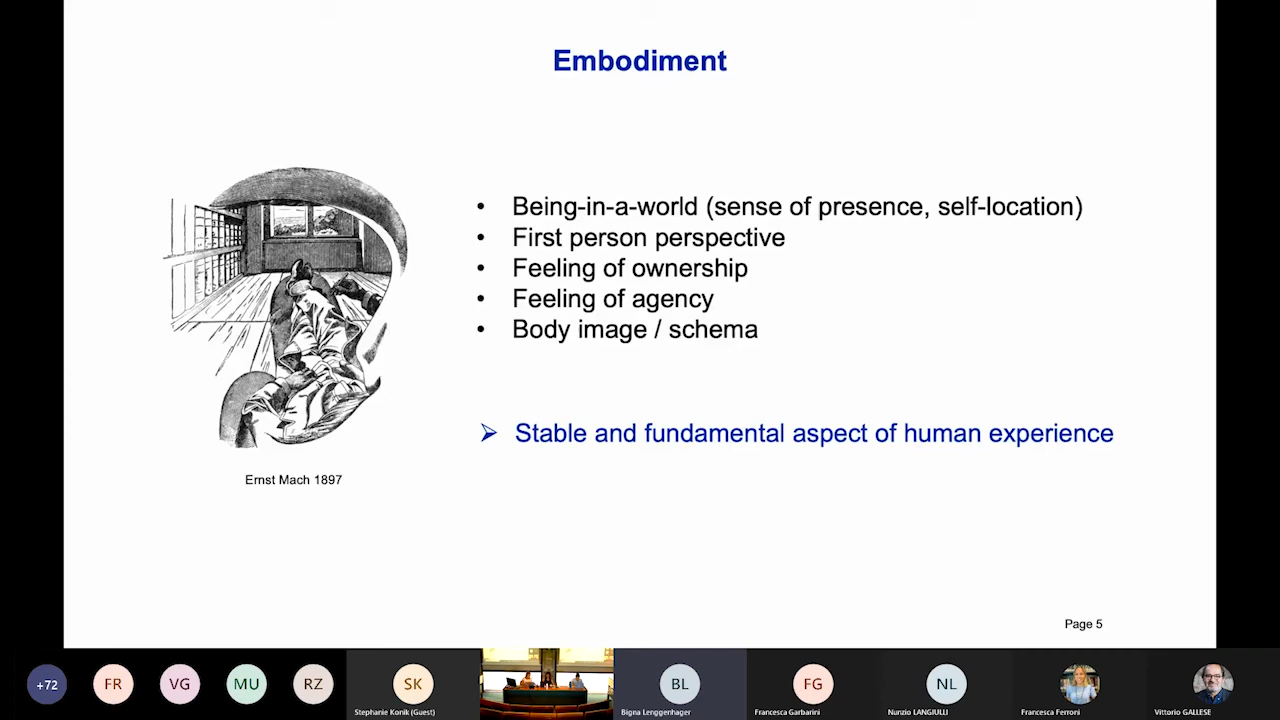 Embodiment
• Being-in-a-world (sense of presence, self-location)
• First person perspective
• Feeling of ownership
• Feeling of agency
• Body image / schema
➢ Stable and fundamental aspect of human experience
Ernst Mach 1897
Page 5
+72
FR
VG
MU
RZ
SK
BL
FG
NL
Stephanie Konik (Guest)
Bigna Lenggenhager
Francesca Garbarini
Nunzio LANGIULLI
Francesca Ferroni
Vittorio GALLESE